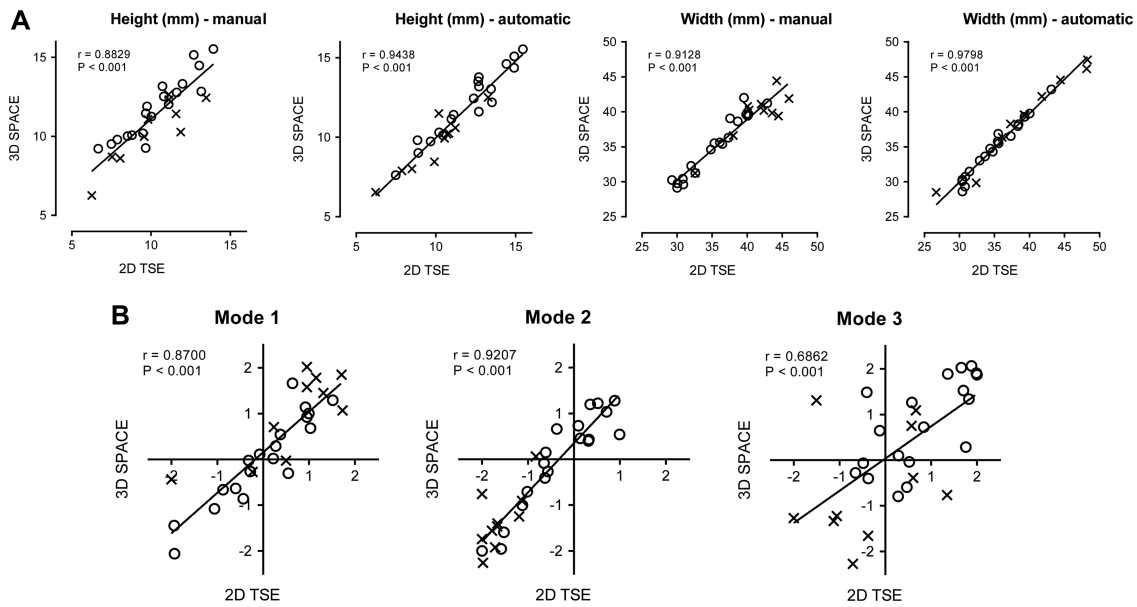 A
Height (mm) - manual
r = 0.8829
P < 0.001
3D SPACE
15
10
5
5 10 15
2D TSE
Height (mm) - automatic
r = 0.9438
P < 0.001
3D SPACE
15
10
5
5 10 15
2D TSE
Width (mm) - manual
r = 0.9128
P < 0.001
3D SPACE
50
45
40
35
30
25
25 30 35 40 45 50
2D TSE
Width (mm) - automatic
r = 0.9798
P < 0.001
3D SPACE
50
45
40
35
30
25
25 30 35 40 45 50
2D TSE
B
Mode 1
r = 0.8700
P < 0.001
3D SPACE
2
1
-2 -1 1 2
-1
-2
2D TSE
Mode 2
r = 0.9207
P < 0.001
3D SPACE
2
1
-2 -1 1 2
-1
-2
2D TSE
Mode 3
r = 0.6862
P < 0.001
3D SPACE
2
1
-2 -1 1 2
-1
-2
2D TSE